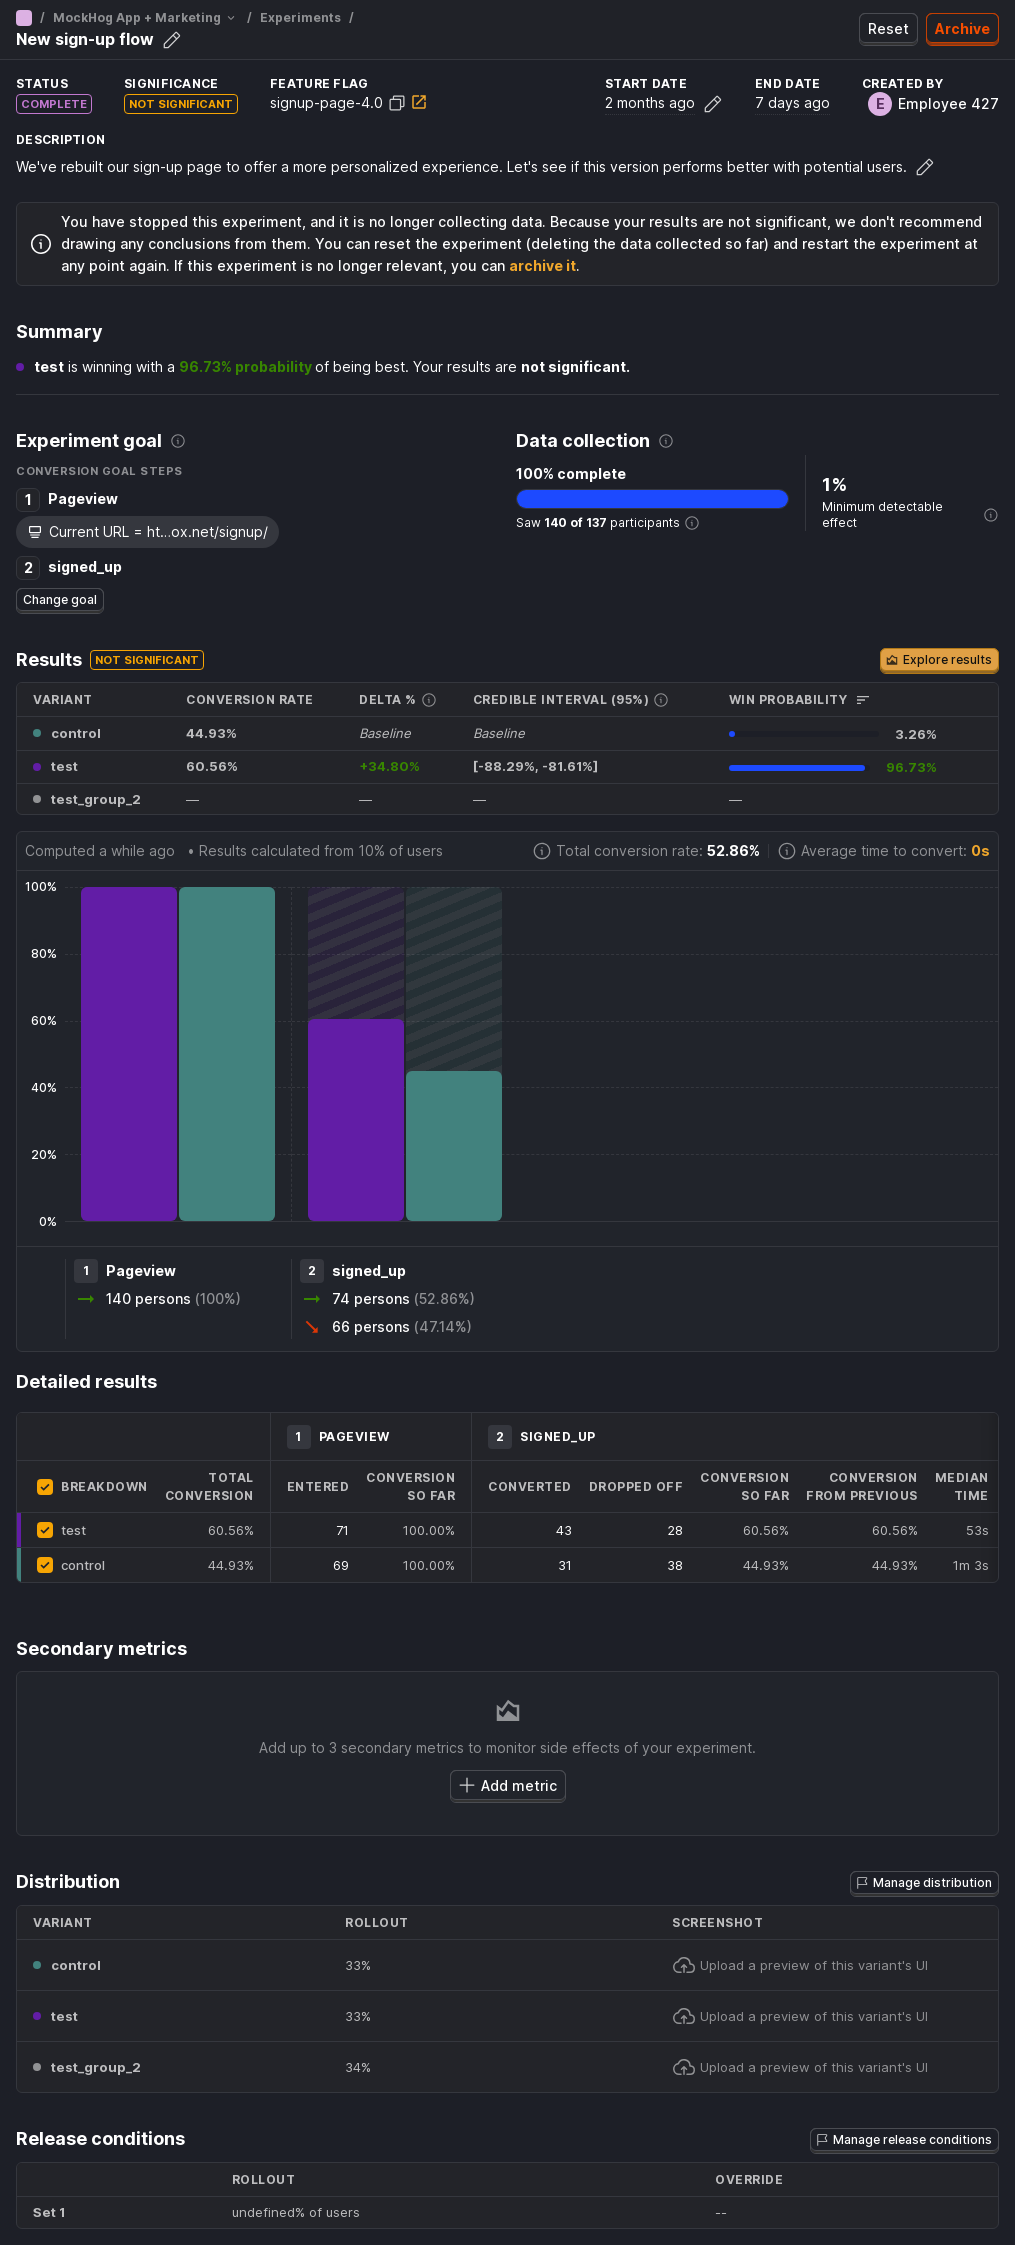 / MockHog App + Marketing / Experiments /
New sign-up flow
Reset
Archive
STATUS
COMPLETE
SIGNIFICANCE
NOT SIGNIFICANT
FEATURE FLAG
signup-page-4.0
START DATE
2 months ago
END DATE
7 days ago
CREATED BY
E Employee 427
DESCRIPTION
We've rebuilt our sign-up page to offer a more personalized experience. Let's see if this version performs better with potential users.
You have stopped this experiment, and it is no longer collecting data. Because your results are not significant, we don't recommend
drawing any conclusions from them. You can reset the experiment (deleting the data collected so far) and restart the experiment at
any point again. If this experiment is no longer relevant, you can archive it.
Summary
test is winning with a 96.73% probability of being best. Your results are not significant.
Experiment goal
CONVERSION GOAL STEPS
1 Pageview
Current URL = ht...ox.net/signup/
2 signed_up
Change goal
Data collection
100% complete
Saw 140 of 137 participants
1%
Minimum detectable
effect
Results NOT SIGNIFICANT
Explore results
VARIANT CONVERSION RATE DELTA % CREDIBLE INTERVAL (95%) WIN PROBABILITY
control 44.93% Baseline Baseline 3.26%
test 60.56% +34.80% [-88.29%, -81.61%] 96.73%
test_group_2 — — — —
Computed a while ago • Results calculated from 10% of users
Total conversion rate: 52.86%
Average time to convert: 0s
100%
80%
60%
40%
20%
0%
1 Pageview
140 persons (100%)
2 signed_up
74 persons (52.86%)
66 persons (47.14%)
Detailed results
1 PAGEVIEW
2 SIGNED_UP
BREAKDOWN
TOTAL
CONVERSION
ENTERED
CONVERSION
SO FAR
CONVERTED
DROPPED OFF
CONVERSION
SO FAR
CONVERSION
FROM PREVIOUS
MEDIAN
TIME
test 60.56% 71 100.00% 43 28 60.56% 60.56% 53s
control 44.93% 69 100.00% 31 38 44.93% 44.93% 1m 3s
Secondary metrics
Add up to 3 secondary metrics to monitor side effects of your experiment.
Add metric
Distribution
Manage distribution
VARIANT ROLLOUT SCREENSHOT
control 33% Upload a preview of this variant's UI
test 33% Upload a preview of this variant's UI
test_group_2 34% Upload a preview of this variant's UI
Release conditions
Manage release conditions
ROLLOUT OVERRIDE
Set 1 undefined% of users --